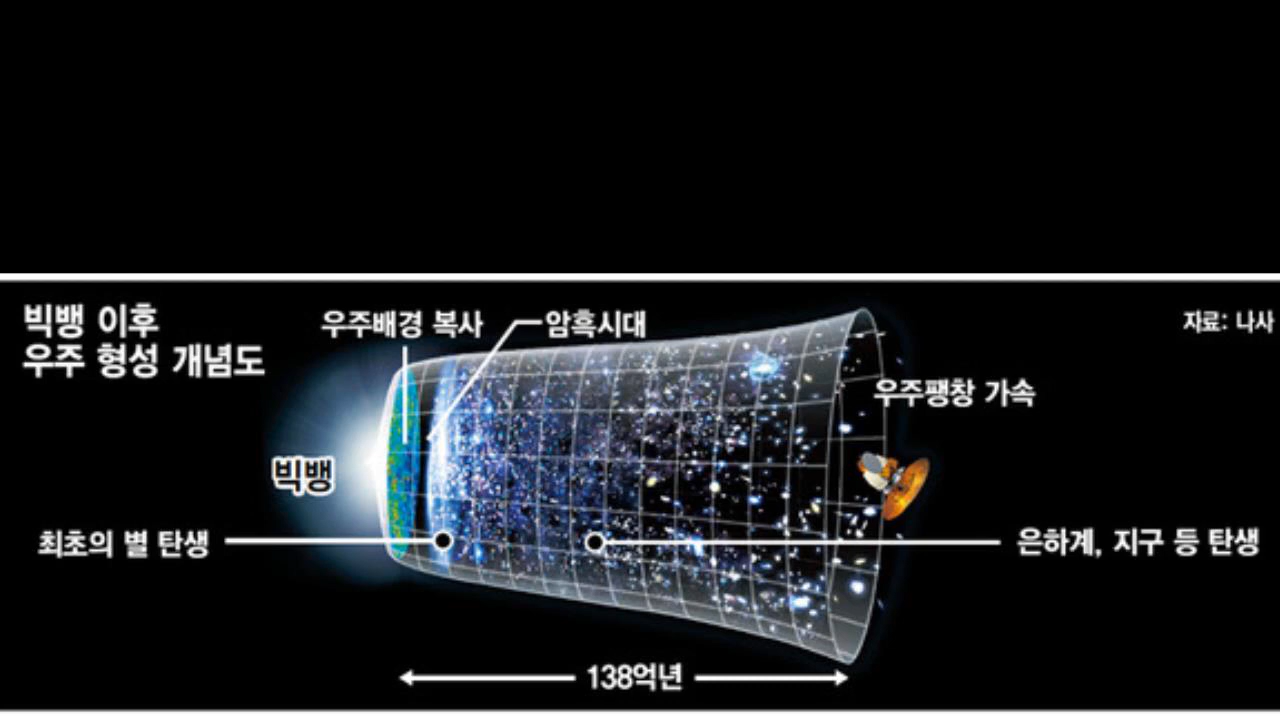 빅뱅 이후
우주 형성 개념도
우주배경 복사
암흑시대
자료: 나사
우주팽창 가속
빅뱅
최초의 별 탄생
은하계, 지구 등 탄생
138억년